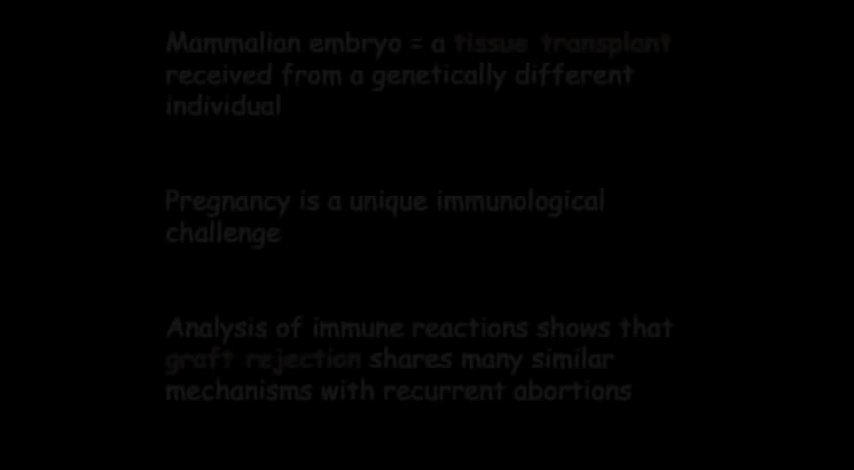 Mammalian embryo = a tissue transplant
received from a genetically different
individual
Pregnancy is a unique immunological
challenge
Analysis of immune reactions shows that
graft rejection shares many similar
mechanisms with recurrent abortions